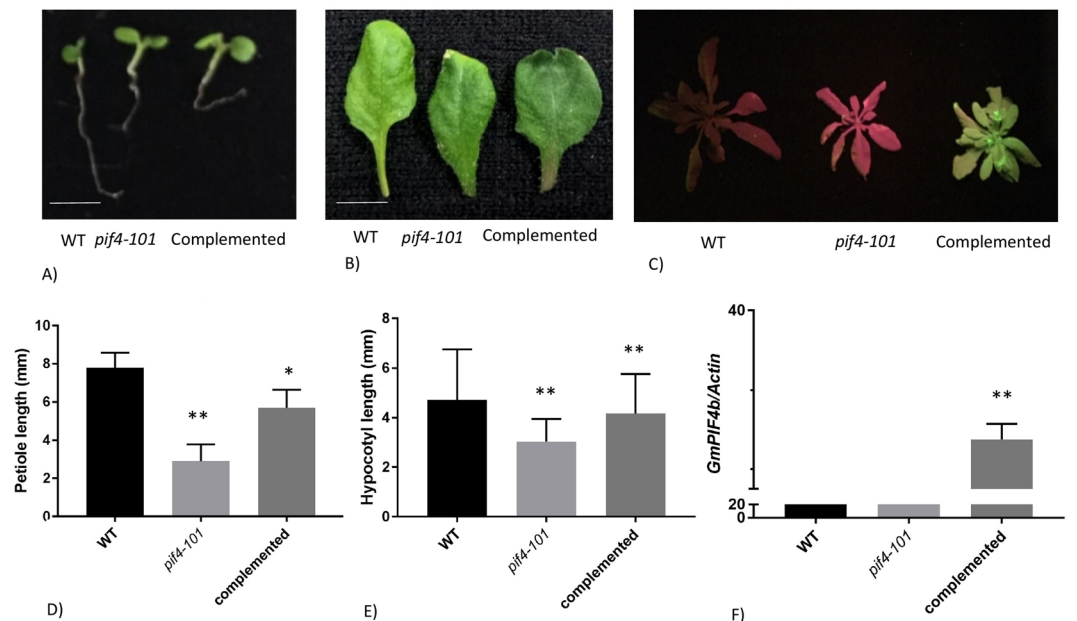 WT pif4-101 Complemented
A)
WT pif4-101 Complemented
B)
WT pif4-101 Complemented
C)
10
8
6
4
2
0
Petiole length (mm)
**
*
WT
pif4-101
complemented
D)
8
6
4
2
0
Hypocotyl length (mm)
**
**
WT
pif4-101
complemented
E)
40
20
0
GmPIF4b/Actin
**
WT
pif4-101
complemented
F)